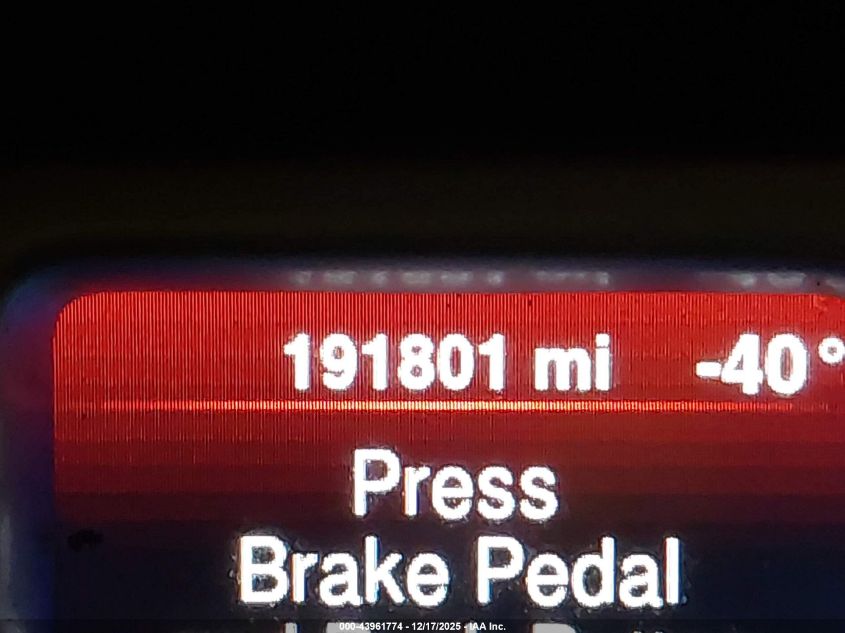 191801 mi -40°
Press
Brake Pedal
000-43961774 - 12/17/2025 - IAA Inc.